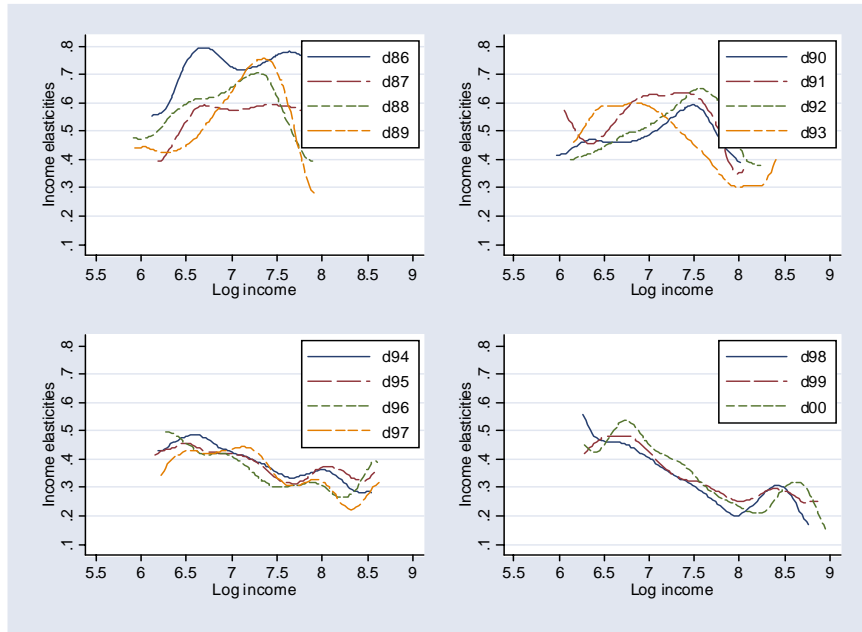 Income elasticities
.8
.7
.6
.5
.4
.3
.2
.1
d86
d87
d88
d89
5.5 6 6.5 7 7.5 8 8.5 9
Log income
Income elasticities
.8
.7
.6
.5
.4
.3
.2
.1
d90
d91
d92
d93
5.5 6 6.5 7 7.5 8 8.5 9
Log income
Income elasticities
.8
.7
.6
.5
.4
.3
.2
.1
d94
d95
d96
d97
5.5 6 6.5 7 7.5 8 8.5 9
Log income
Income elasticities
.8
.7
.6
.5
.4
.3
.2
.1
d98
d99
d00
5.5 6 6.5 7 7.5 8 8.5 9
Log income